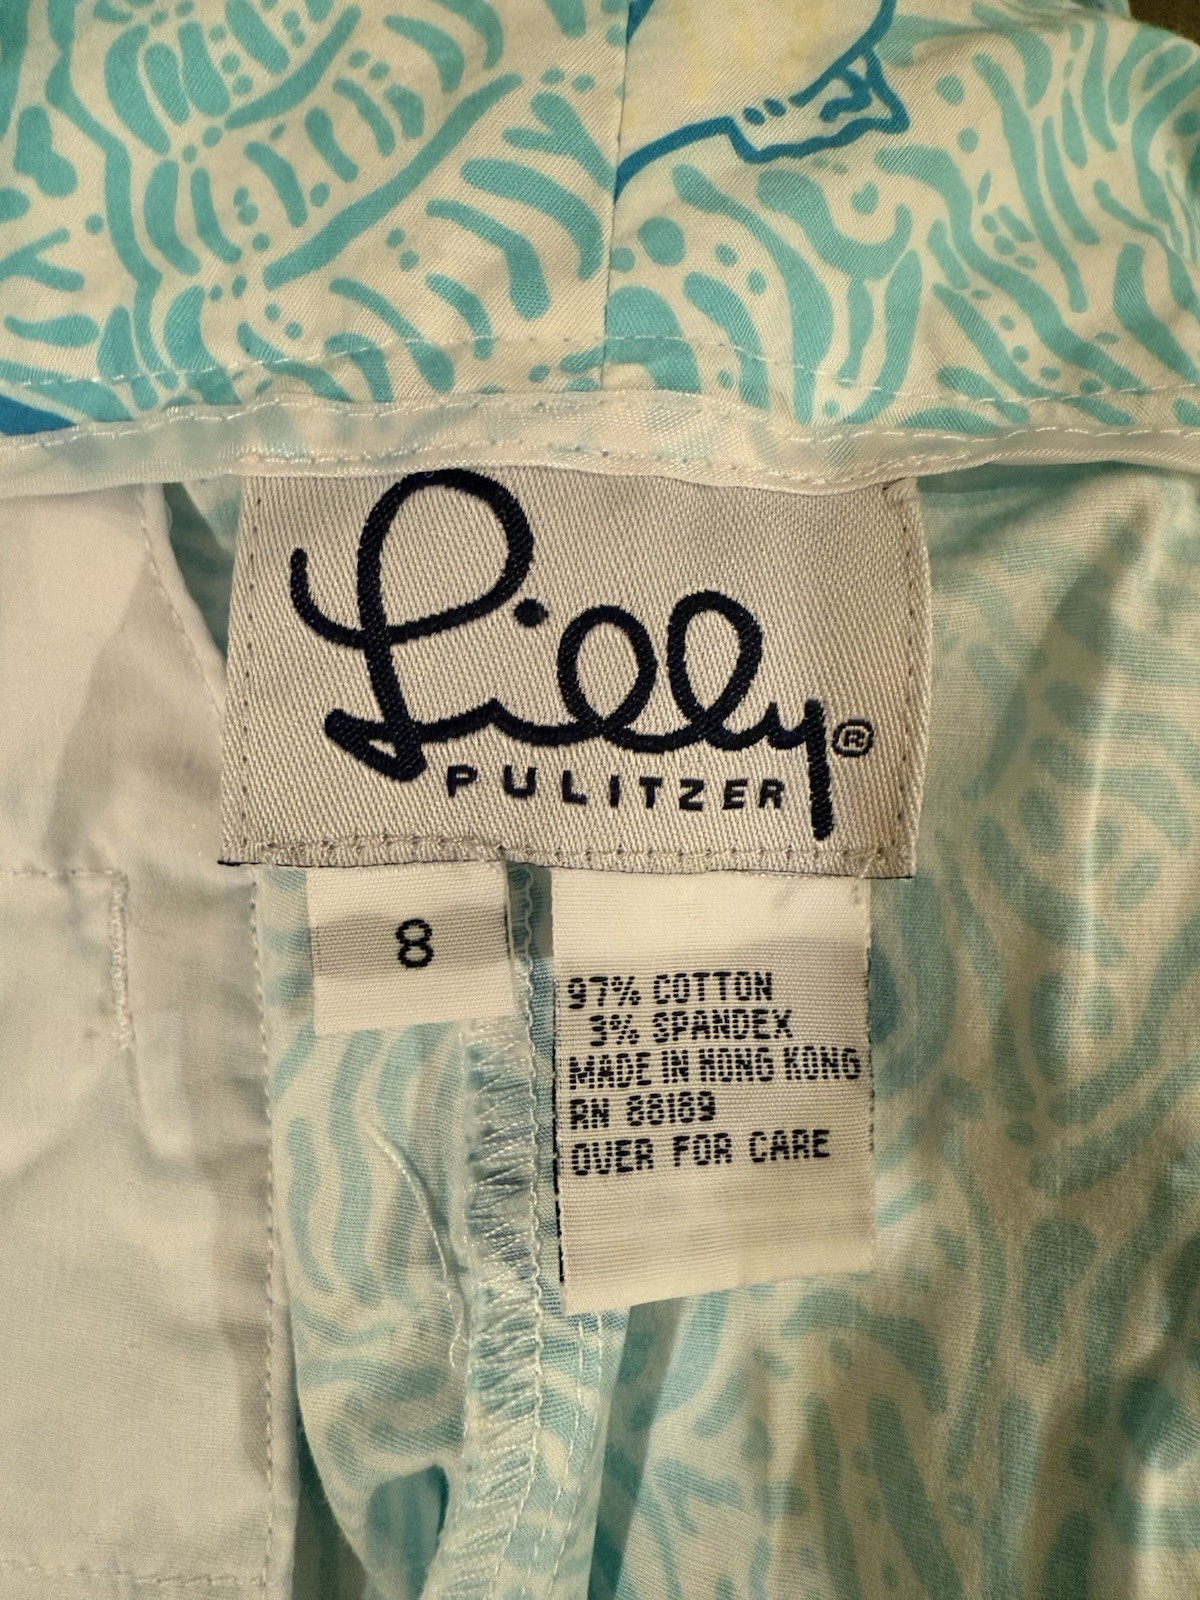 Lilly®
PULITZER
8
97% COTTON
3% SPANDEX
MADE IN HONG KONG
RN 88189
OVER FOR CARE